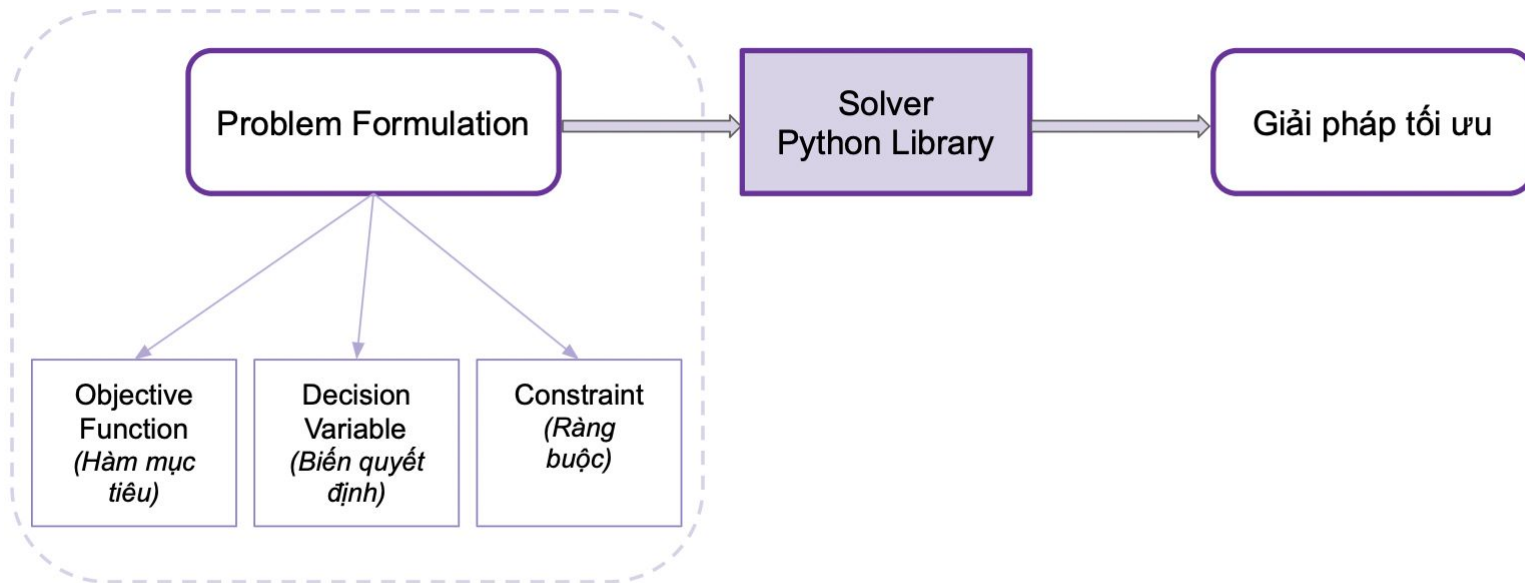 Problem Formulation
Solver
Python Library
Giải pháp tối ưu
Objective
Function
(Hàm mục
tiêu)
Decision
Variable
(Biến quyết
định)
Constraint
(Ràng
buộc)